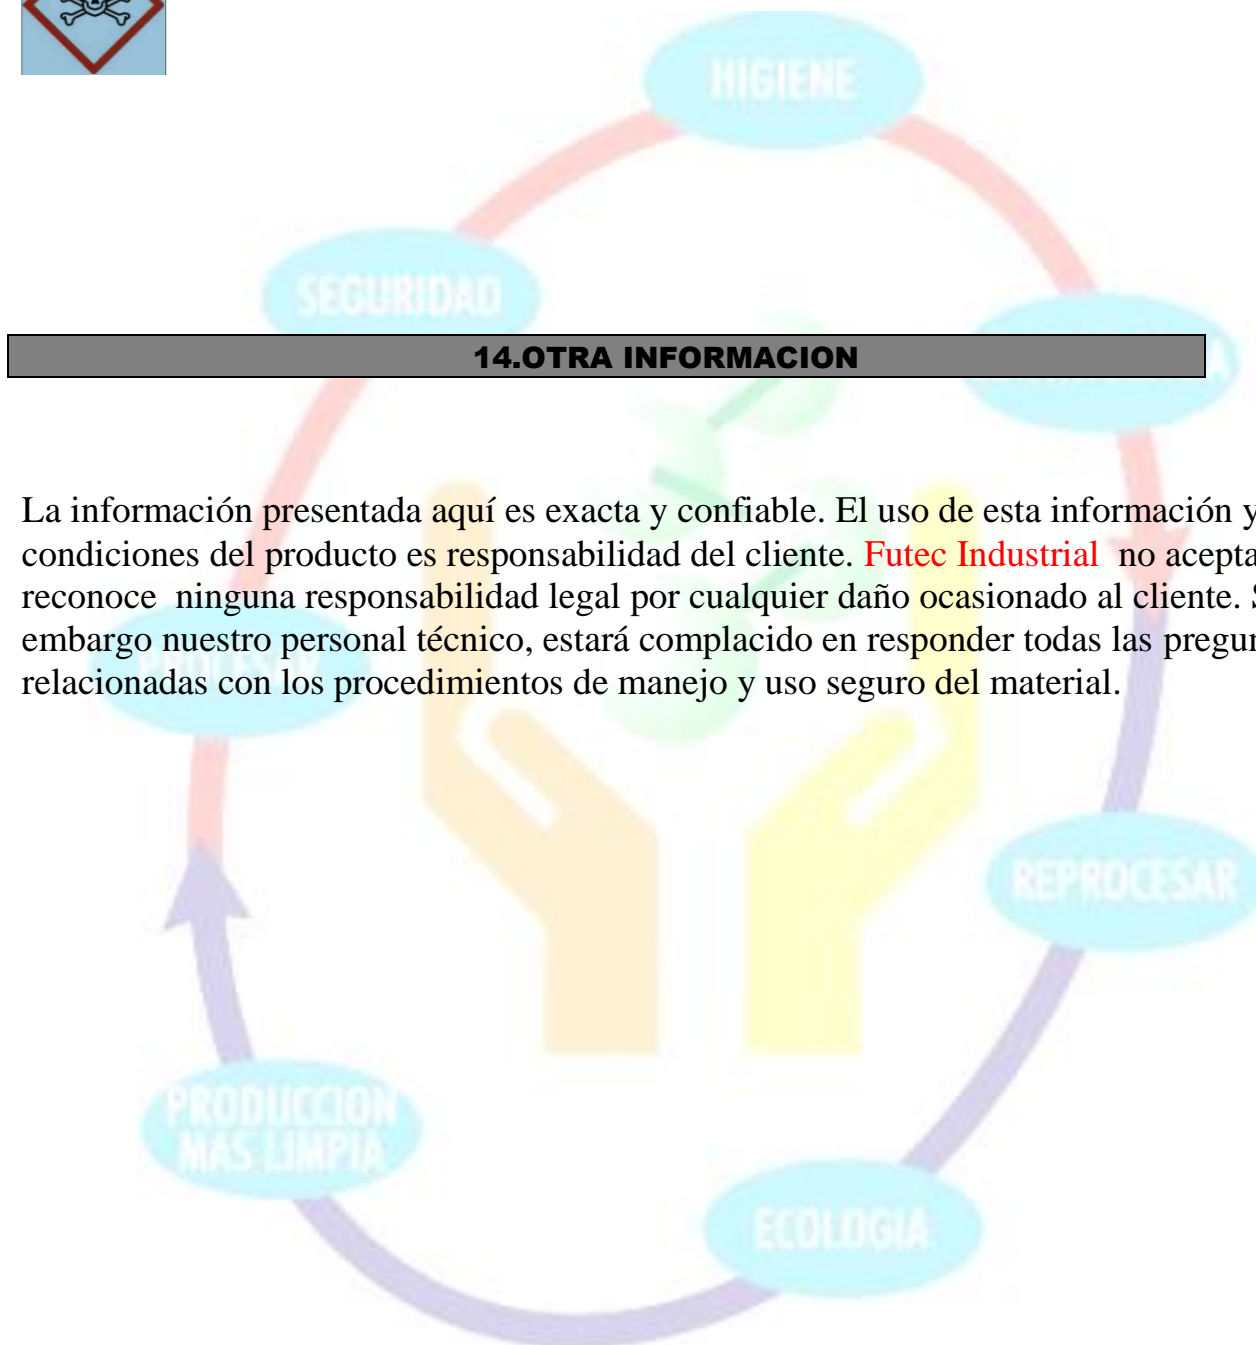 HIGIENE
SEGURIDAD
14.OTRA INFORMACION
La información presentada aquí es exacta y confiable. El uso de esta información y
condiciones del producto es responsabilidad del cliente. Futec Industrial no acepta
reconoce ninguna responsabilidad legal por cualquier daño ocasionado al cliente.
embargo nuestro personal técnico, estará complacido en responder todas las
relacionadas con los procedimientos de manejo y uso seguro del material.
PROCESAR
REPROCESAR
PRODUCCION
MAS LIMPIA
ECOLOGIA